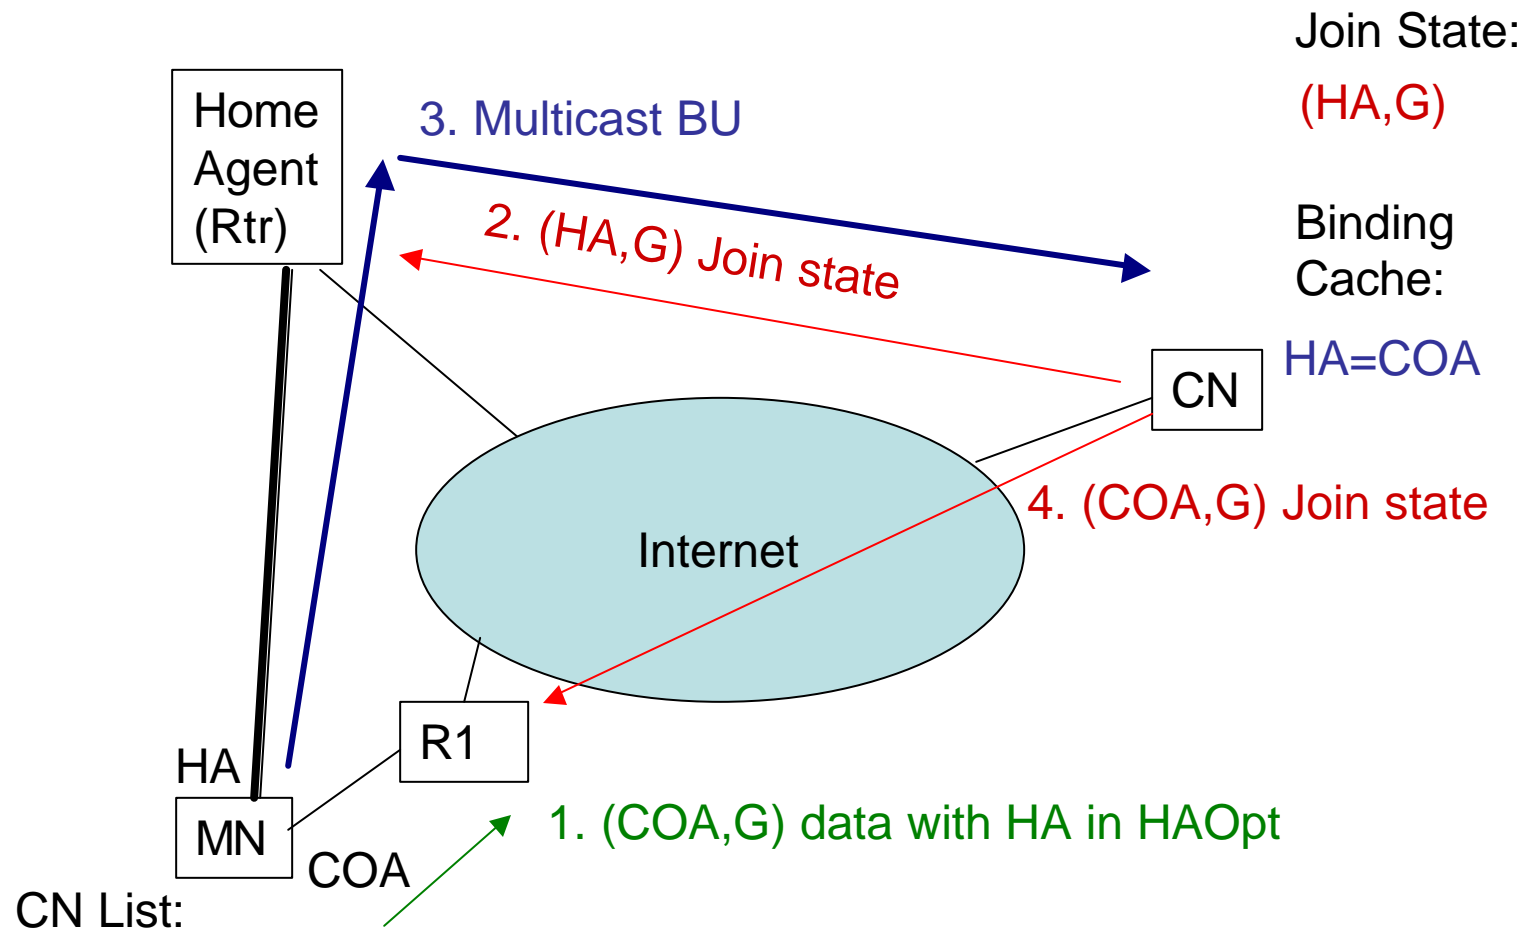 Join State:
(HA,G)
Home
Agent
(Rtr)
3. Multicast BU
2. (HA,G) Join state
Binding
Cache:
HA=COA
CN
4. (COA,G) Join state
Internet
R1
HA
MN
1. (COA,G) data with HA in HAOpt
COA
CN List: